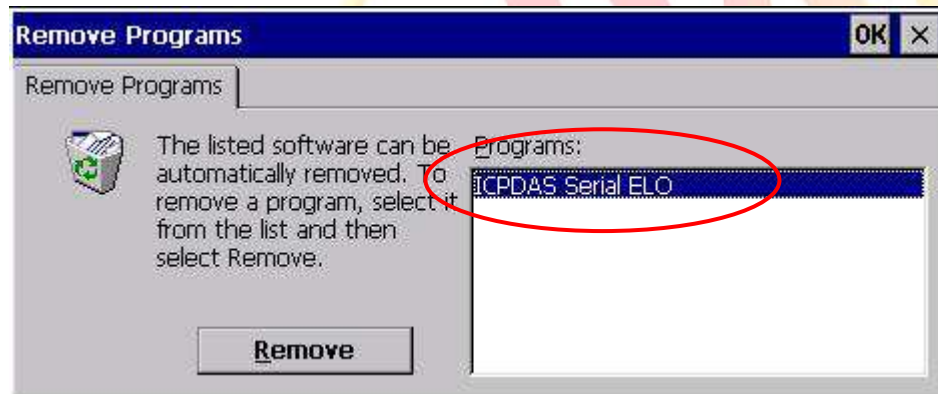 Remove Programs OK ×
Remove Programs
The listed software can be
automatically removed. To
remove a program, select it
from the list and then
select Remove.
Programs:
ICPDAS Serial ELO
Remove